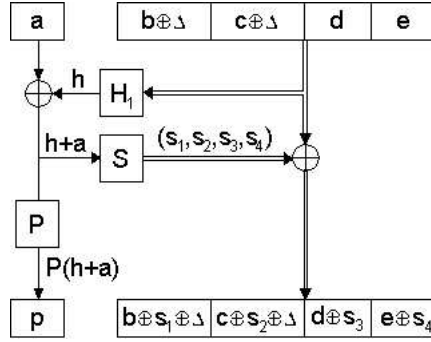 a b⊕ c⊕ d e
h H₁
h+a S (s₁,s₂,s₃,s₄)
P
P(h+a)
p b⊕s₁⊕ c⊕s₂⊕ d⊕s₃ e⊕s₄